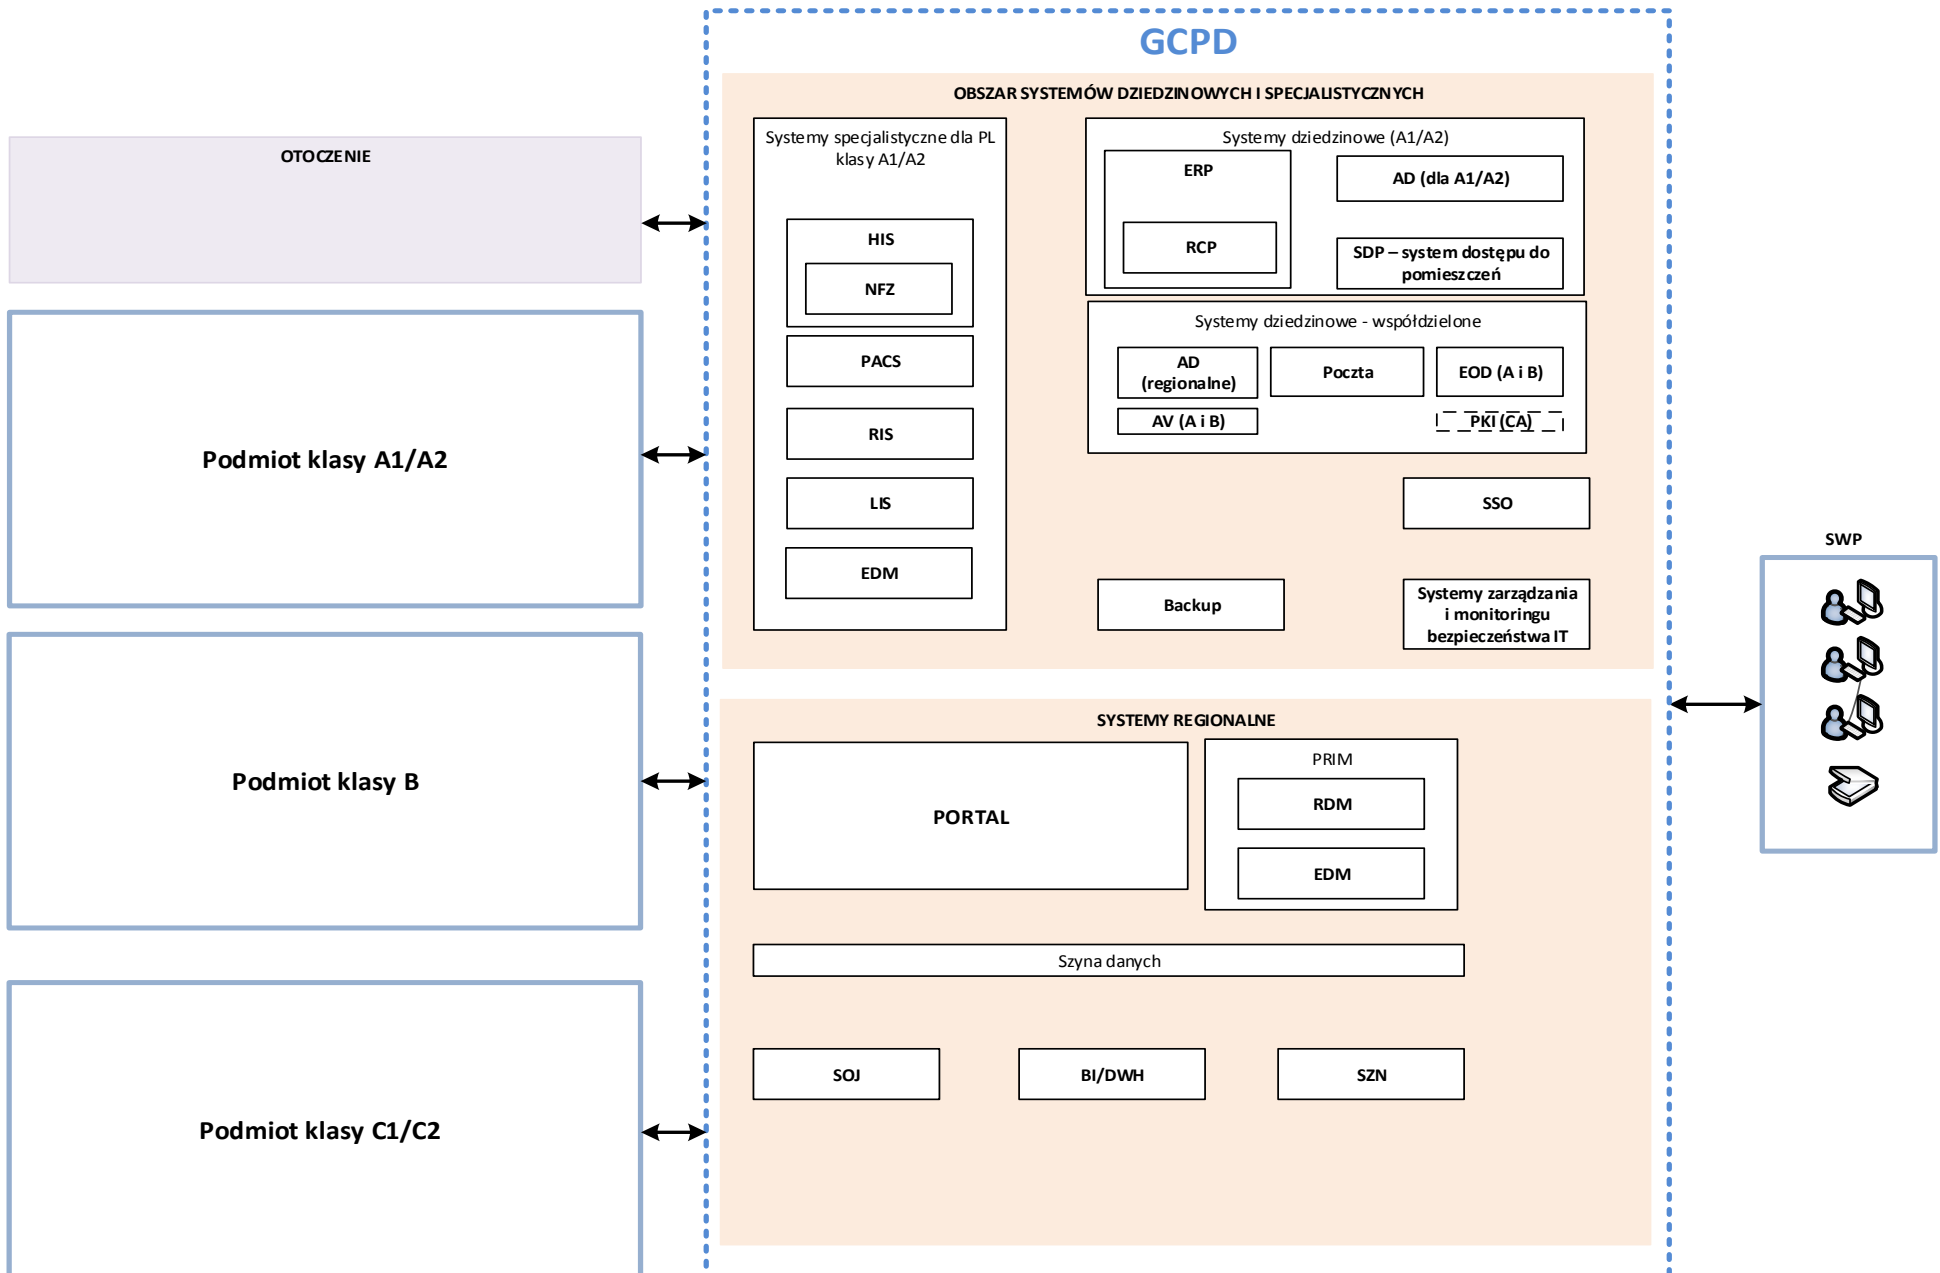 GCPD
OTOCZENIE
Podmiot klasy A1/A2
Podmiot klasy B
Podmiot klasy C1/C2
OBSZAR SYSTEMÓW DZIEDZINOWYCH I SPECJALISTYCZNYCH
Systemy specjalistyczne dla PL
klasy A1/A2
HIS
NFZ
PACS
RIS
LIS
EDM
Systemy dziedzinowe (A1/A2)
ERP
RCP
AD (dla A1/A2)
SDP – system dostępu do
pomieszczeń
Systemy dziedzinowe - współdzielone
AD
(regionalne)
Poczta
EOD (A i B)
AV (A i B)
PKI (CA)
SSO
Backup
Systemy zarządzania
i monitoringu
bezpieczeństwa IT
SYSTEMY REGIONALNE
PORTAL
PRIM
RDM
EDM
Szyna danych
SOJ
BI/DWH
SZN
SWP